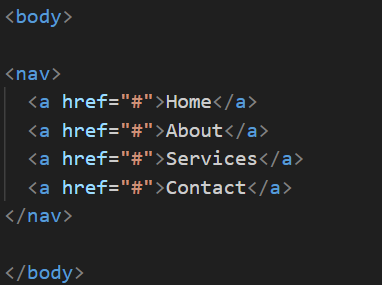 <body>
<nav>
<a href="#">Home</a>
<a href="#">About</a>
<a href="#">Services</a>
<a href="#">Contact</a>
</nav>
</body>